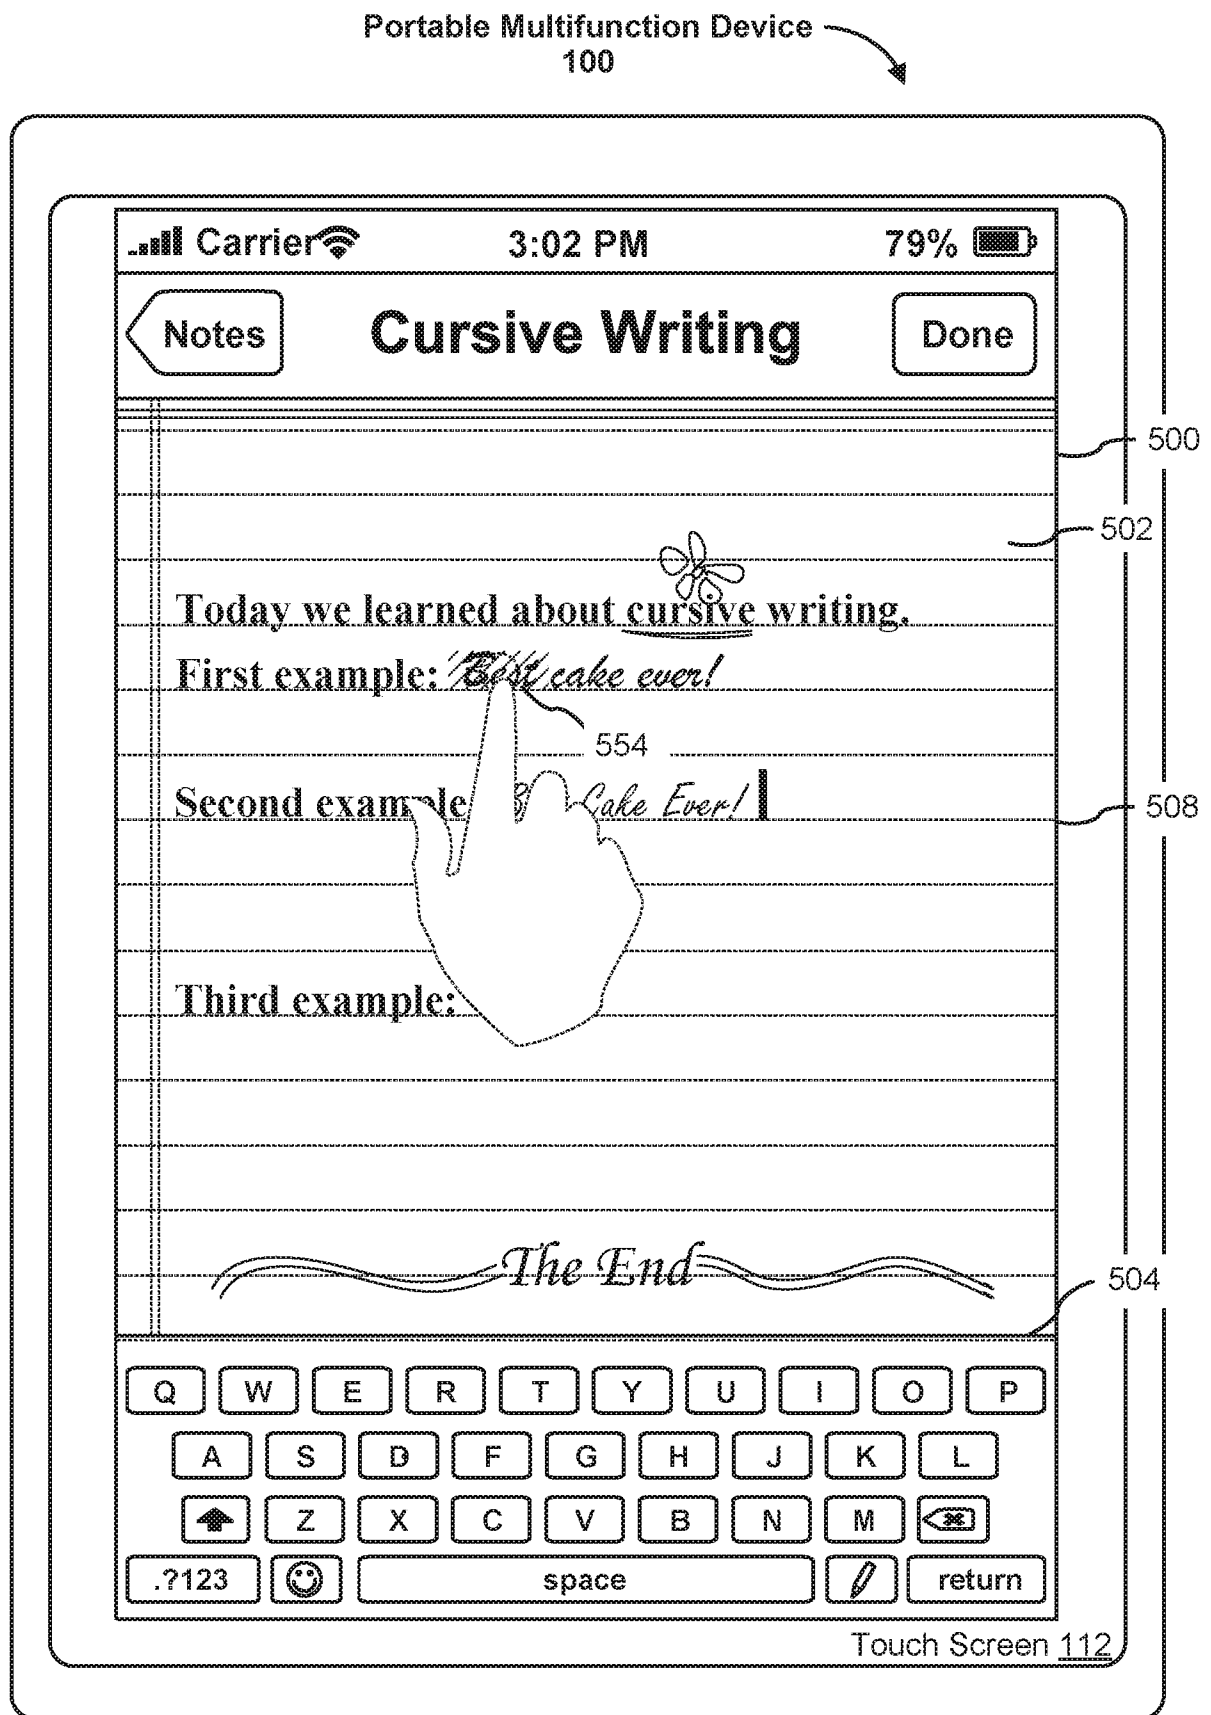 Portable Multifunction Device
100
Carrier 3:02 PM 79%
Notes Cursive Writing Done
500
502
Today we learned about cursive writing.
First example: Best cake ever!
554
Second example Cake Ever!
508
Third example:
The End
504
Q W E R T Y U I O P
A S D F G H J K L
Z X C V B N M
.?123 space return
Touch Screen 112